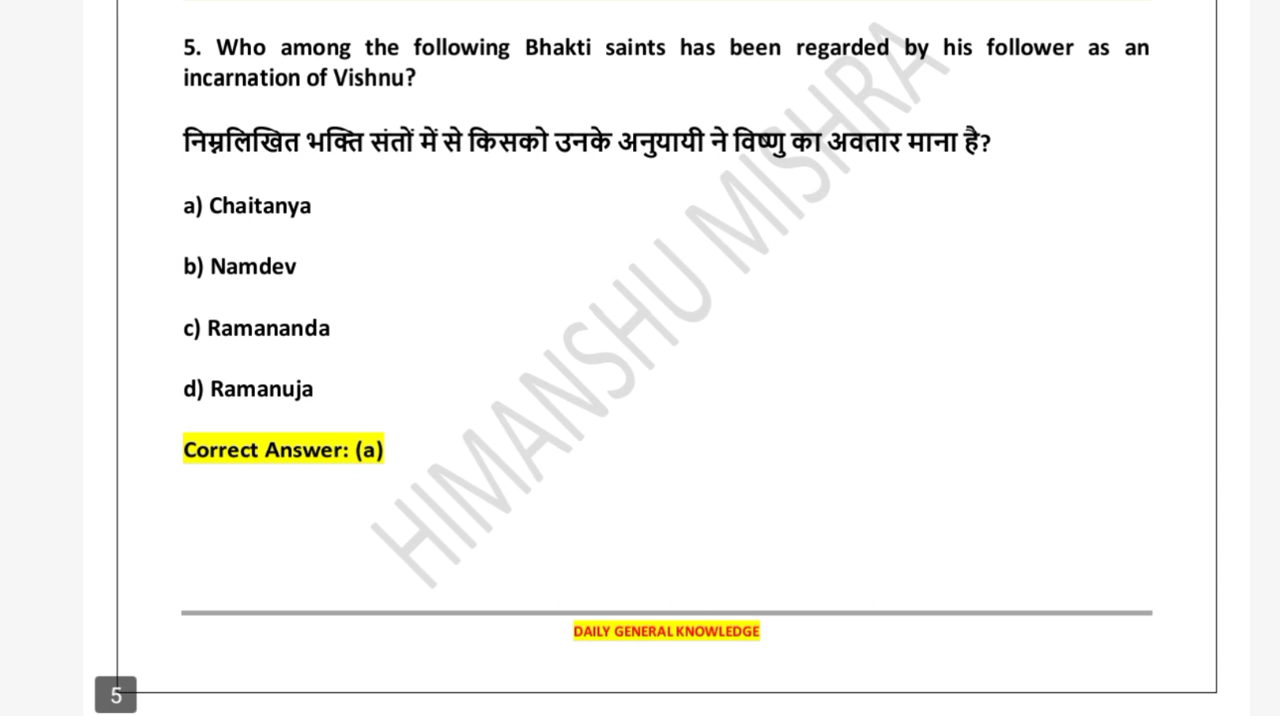 5. Who among the following Bhakti saints has been regarded by his follower as an
incarnation of Vishnu?
निम्नलिखित भक्ति संतों में से किसको उनके अनुयायी ने विष्णु का अवतार माना है?
a) Chaitanya
b) Namdev
c) Ramananda
d) Ramanuja
Correct Answer: (a)
HIMANSHU MISHRA
DAILY GENERAL KNOWLEDGE
5